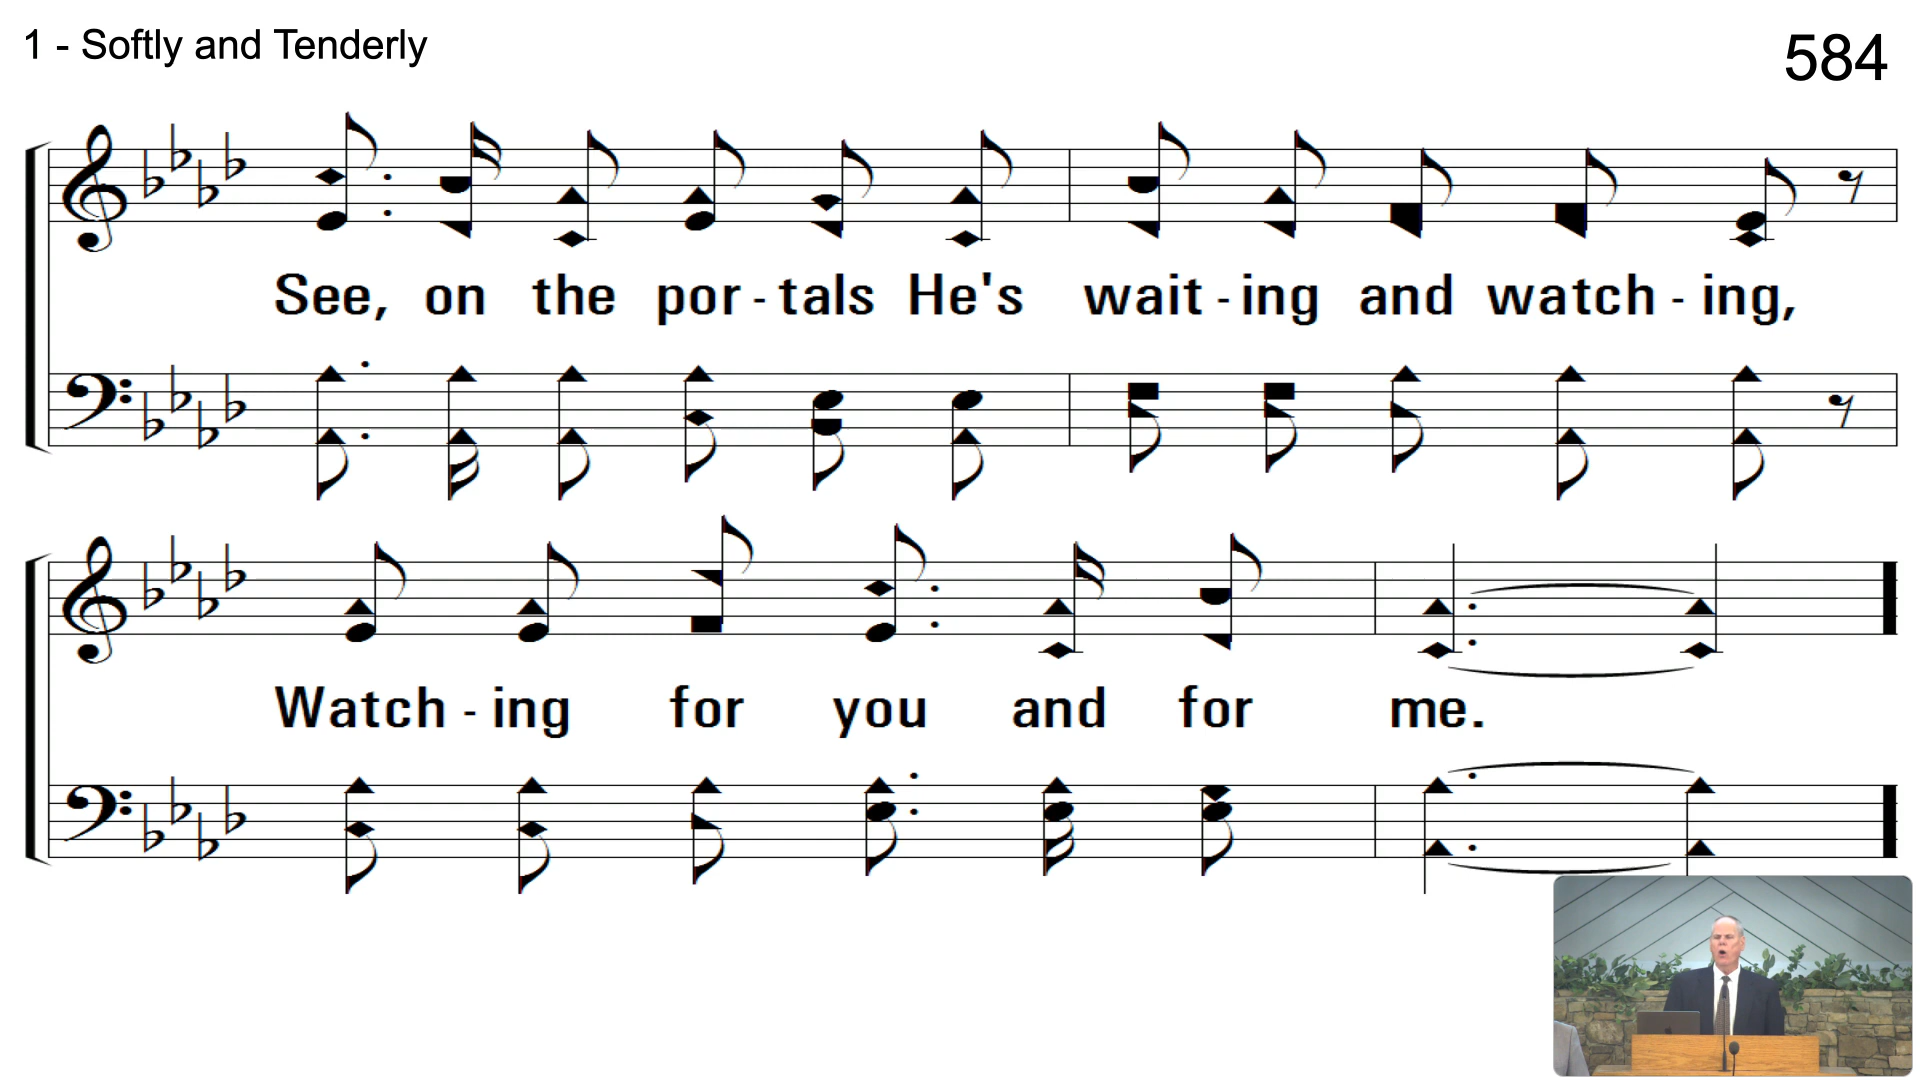 1 - Softly and Tenderly
584
See, on the por - tals He's wait - ing and watch - ing,
Watch - ing for you and for me.